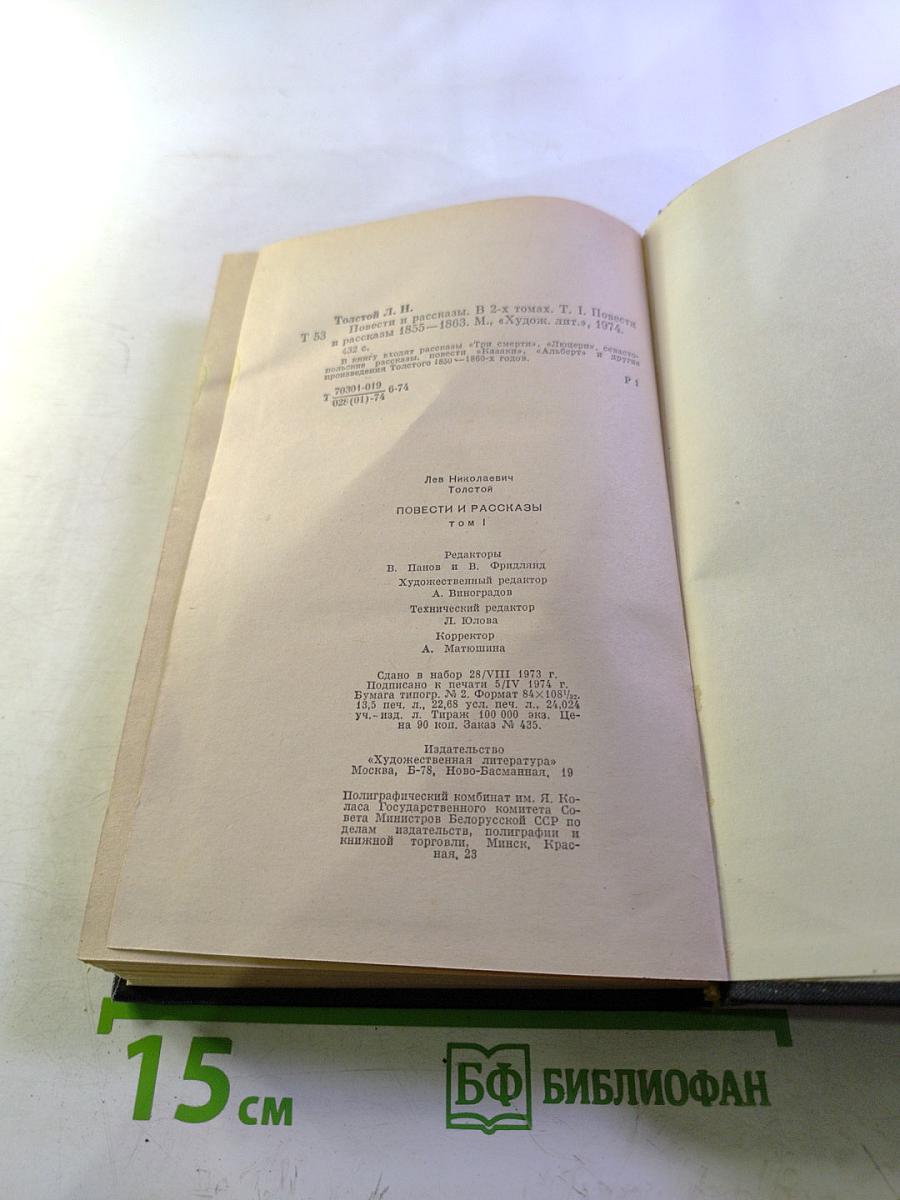 Толстой Л. Н.
Т 53 Повести и рассказы. В 2-х томах. Т. I. Повести
и рассказы 1855—1863. М., «Худож. лит.», 1974.
432 с.
В книгу входят рассказы «Три смерти», «Люцерн», севасто-
польские рассказы, повести «Казаки», «Альберт» и другие
произведения Толстого 1850—1860-х годов.
Т 70301-019 6-74
028(01)-74
Р 1
Лев Николаевич
Толстой
ПОВЕСТИ И РАССКАЗЫ
ТОМ I
Редакторы
В. Панов и В. Фридлянд
Художественный редактор
А. Виноградов
Технический редактор
Л. Юлова
Корректор
А. Матюшина
Сдано в набор 28/VIII 1973 г.
Подписано к печати 5/IV 1974 г.
Бумага типогр. № 2. Формат 84×108¹/₃₂.
13,5 печ. л., 22,68 усл. печ. л., 24,024
уч.-изд. л. Тираж 100 000 экз. Це-
на 90 коп. Заказ № 435.
Издательство
«Художественная литература»
Москва, Б-78, Ново-Басманная, 19
Полиграфический комбинат им. Я. Ко-
ласа Государственного комитета Со-
вета Министров Белорусской ССР по
делам издательств, полиграфии и
книжной торговли, Минск, Крас-
ная, 23
15 см
БФ БИБЛИОФАН